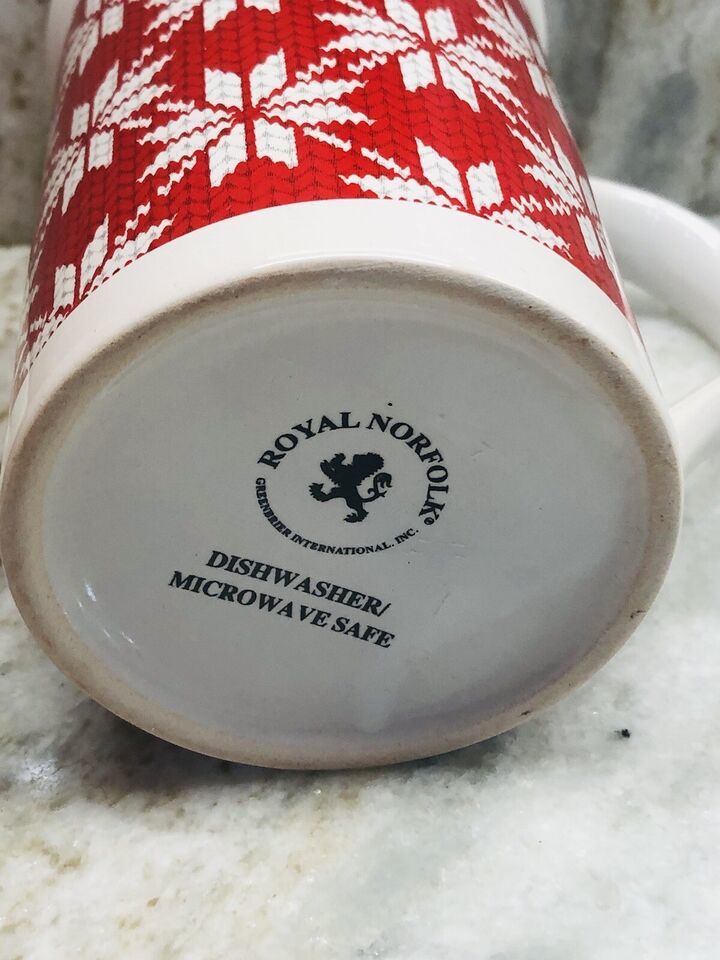 ROYAL NORFOLK®
GREENBRIER INTERNATIONAL, INC.
DISHWASHER/
MICROWAVE SAFE